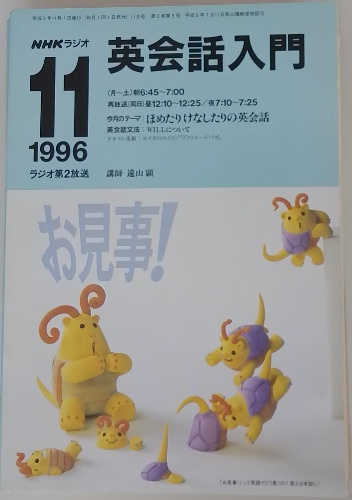 NHKラジオ
英会話入門
11
1996
ラジオ第2放送
(月〜土)朝6:45〜7:00
再放送(同日)昼12:10〜12:25/夜7:10〜7:25
今月のテーマ:ほめたりけなしたりの英会話
英会話文法:WILLについて
講師 遠山 顕
お見事!